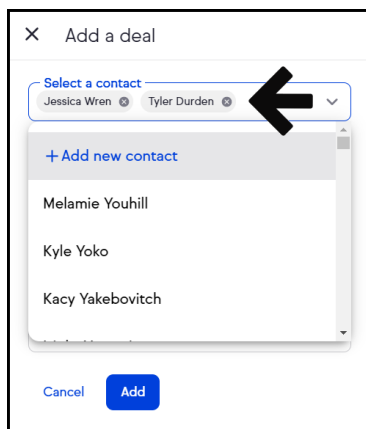 Add a deal
Select a contact
Jessica Wren Tyler Durden
+ Add new contact
Melamie Youhill
Kyle Yoko
Kacy Yakebovitch
Cancel Add